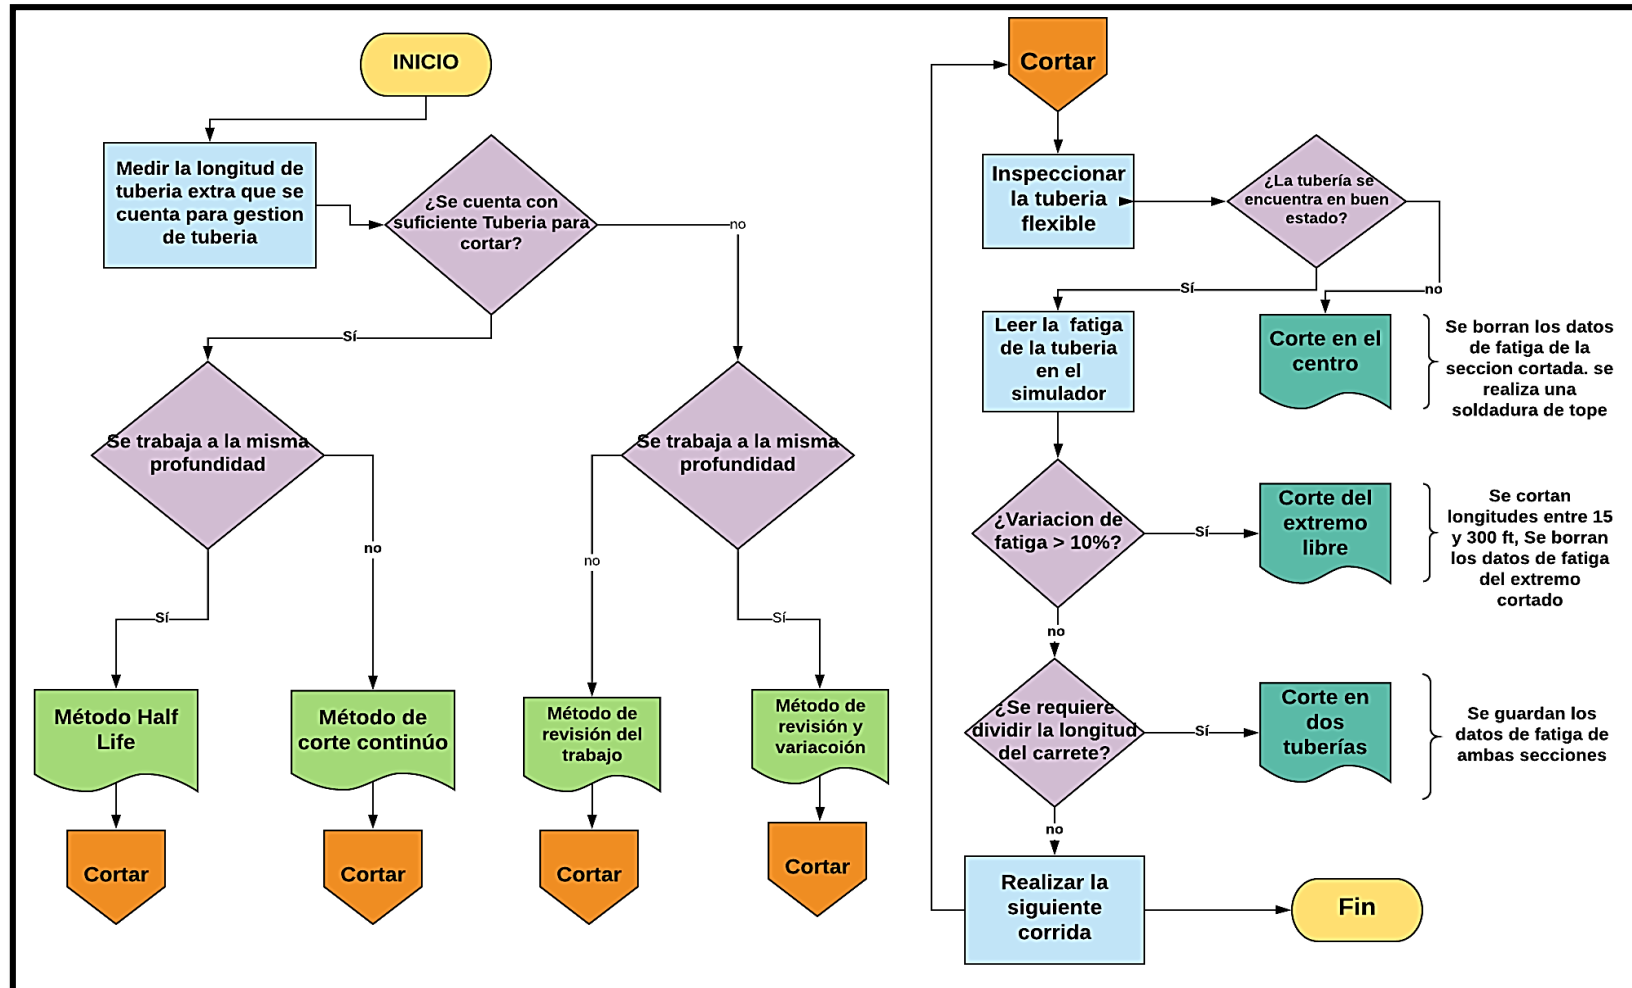 INICIO
Medir la longitud de
tuberia extra que se
cuenta para gestion
de tuberia
¿Se cuenta con
suficiente Tuberia para
cortar?
no
Sí
Se trabaja a la misma
profundidad
Se trabaja a la misma
profundidad
no
no
Sí
Sí
Método Half
Life
Método de
corte continúo
Método de
revisión del
trabajo
Método de
revisión y
variacción
Cortar
Cortar
Cortar
Cortar
Cortar
Inspeccionar
la tuberia
flexible
¿La tubería se
encuentra en buen
estado?
Sí
no
Leer la fatiga
de la tuberia
en el
simulador
Corte en el
centro
Se borran los datos
de fatiga de la
seccion cortada. se
realiza una
soldadura de tope
¿Variacion de
fatiga > 10%?
Sí
Corte del
extremo
libre
Se cortan
longitudes entre 15
y 300 ft, Se borran
los datos de fatiga
del extremo
cortado
no
¿Se requiere
dividir la longitud
del carrete?
Sí
Corte en
dos
tuberías
Se guardan los
datos de fatiga de
ambas secciones
no
Realizar la
siguiente
corrida
Fin